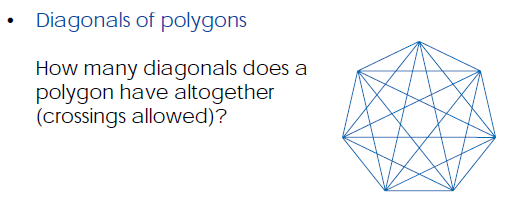 • Diagonals of polygons
How many diagonals does a
polygon have altogether
(crossings allowed)?